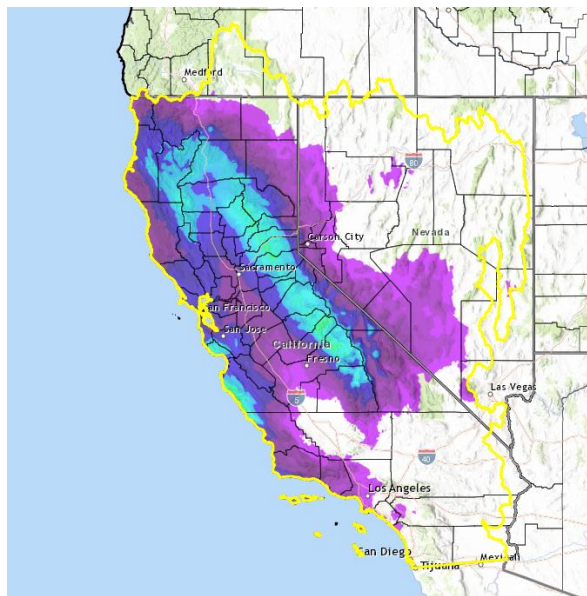 Medford
80
Nevada
Carson City
Sacramento
an Francisco
San Jose
California
Fresno
5
Las Vegas
40
Los Angeles
San Diego
Tijuana
Mexicali